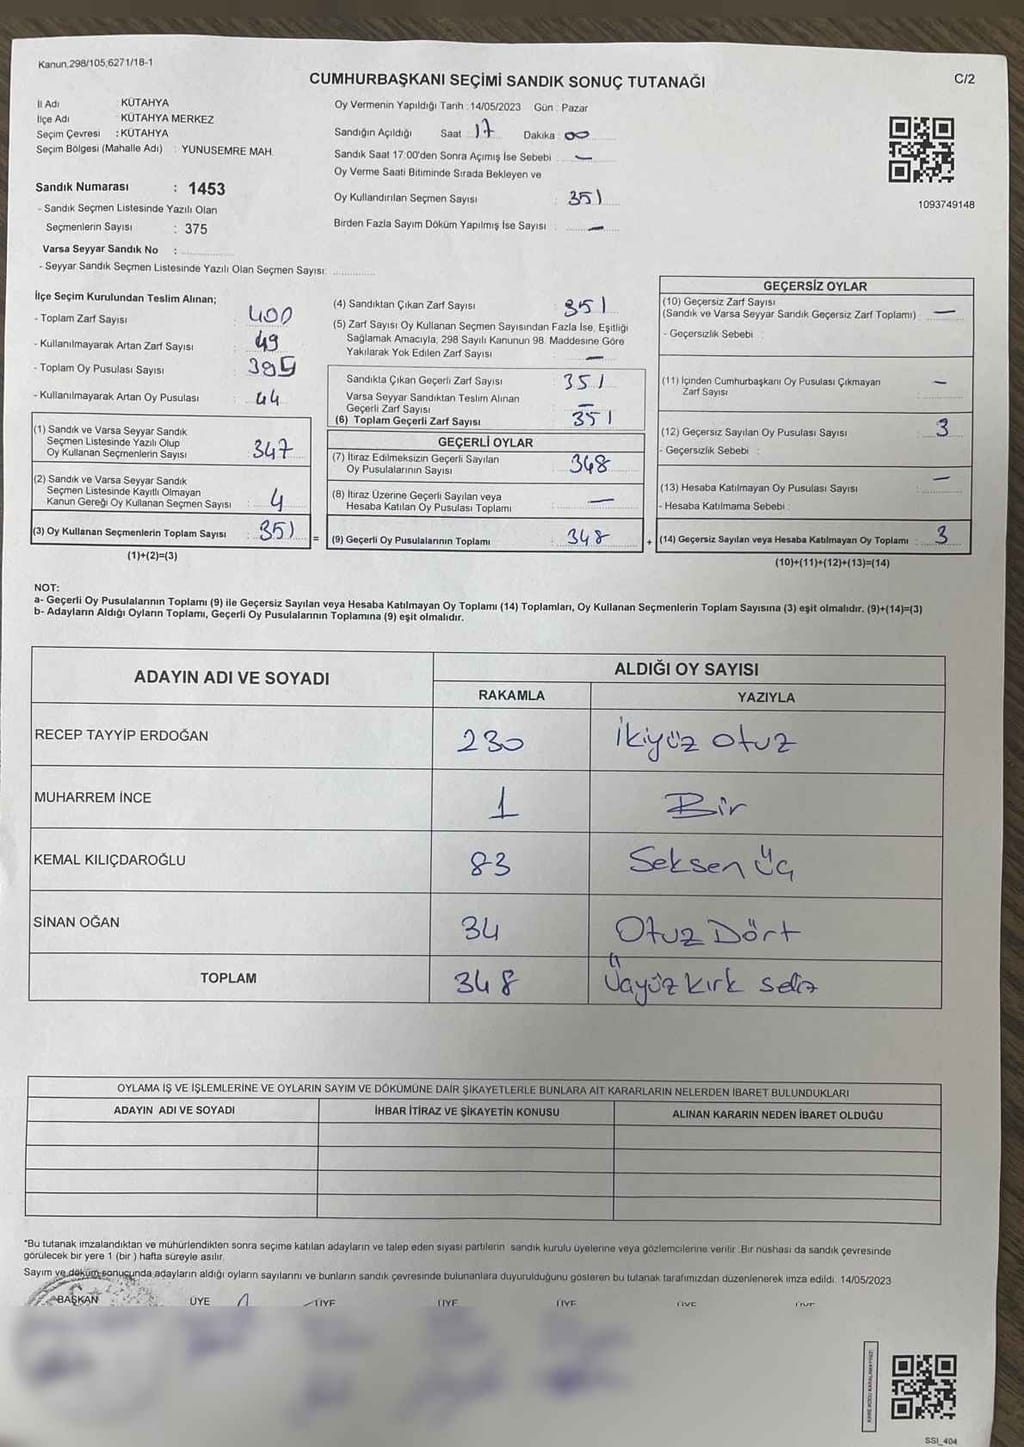 Kanun,298/105,6271/18-1
CUMHURBAŞKANI SEÇİMİ SANDIK SONUÇ TUTANAĞI
C/2
İl Adı KÜTAHYA
İlçe Adı KÜTAHYA MERKEZ
Seçim Çevresi : KÜTAHYA
Seçim Bölgesi (Mahalle Adı) : YUNUSEMRE MAH.
Oy Vermenin Yapıldığı Tarih : 14/05/2023 Gün : Pazar
Sandığın Açıldığı Saat 17 Dakika : 00
Sandık Saat 17:00'den Sonra Açımış İse Sebebi : —
Oy Verme Saati Bitiminde Sırada Bekleyen ve
Oy Kullandırılan Seçmen Sayısı : 351
Birden Fazla Sayım Döküm Yapılmış İse Sayısı : —
1093749148
Sandık Numarası : 1453
- Sandık Seçmen Listesinde Yazılı Olan
Seçmenlerin Sayısı : 375
Varsa Seyyar Sandık No :
- Seyyar Sandık Seçmen Listesinde Yazılı Olan Seçmen Sayısı:
İlçe Seçim Kurulundan Teslim Alınan;
- Toplam Zarf Sayısı : 400
- Kullanılmayarak Artan Zarf Sayısı : 49
- Toplam Oy Pusulası Sayısı : 395
- Kullanılmayarak Artan Oy Pusulası : 44
(1) Sandık ve Varsa Seyyar Sandık
Seçmen Listesinde Yazılı Olup
Oy Kullanan Seçmenlerin Sayısı : 347
(2) Sandık ve Varsa Seyyar Sandık
Seçmen Listesinde Kayıtlı Olmayan
Kanun Gereği Oy Kullanan Seçmen Sayısı : 4
(3) Oy Kullanan Seçmenlerin Toplam Sayısı : 351
(1)+(2)=(3)
(4) Sandıktan Çıkan Zarf Sayısı : 351
(5) Zarf Sayısı Oy Kullanan Seçmen Sayısından Fazla İse, Eşitliği
Sağlamak Amacıyla, 298 Sayılı Kanunun 98. Maddesine Göre
Yakılarak Yok Edilen Zarf Sayısı —
Sandıkta Çıkan Geçerli Zarf Sayısı : 351
Varsa Seyyar Sandıktan Teslim Alınan
Geçerli Zarf Sayısı : —
(6) Toplam Geçerli Zarf Sayısı : 351
GEÇERLİ OYLAR
(7) İtiraz Edilmeksizin Geçerli Sayılan
Oy Pusulalarının Sayısı : 348
(8) İtiraz Üzerine Geçerli Sayılan veya
Hesaba Katılan Oy Pusulası Toplamı : —
= (9) Geçerli Oy Pusulalarının Toplamı : 348
GEÇERSİZ OYLAR
(10) Geçersiz Zarf Sayısı
(Sandık ve Varsa Seyyar Sandık Geçersiz Zarf Toplamı) : —
- Geçersizlik Sebebi :
(11) İçinden Cumhurbaşkanı Oy Pusulası Çıkmayan
Zarf Sayısı : —
(12) Geçersiz Sayılan Oy Pusulası Sayısı : 3
- Geçersizlik Sebebi :
(13) Hesaba Katılmayan Oy Pusulası Sayısı : —
- Hesaba Katılmama Sebebi :
+ (14) Geçersiz Sayılan veya Hesaba Katılmayan Oy Toplamı : 3
(10)+(11)+(12)+(13)=(14)
NOT:
a- Geçerli Oy Pusulalarının Toplamı (9) ile Geçersiz Sayılan veya Hesaba Katılmayan Oy Toplamı (14) Toplamları, Oy Kullanan Seçmenlerin Toplam Sayısına (3) eşit olmalıdır. (9)+(14)=(3)
b- Adayların Aldığı Oyların Toplamı, Geçerli Oy Pusulalarının Toplamına (9) eşit olmalıdır.
ADAYIN ADI VE SOYADI ALDIĞI OY SAYISI
RAKAMLA YAZIYLA
RECEP TAYYİP ERDOĞAN 230 İkiyüz otuz
MUHARREM İNCE 1 Bir
KEMAL KILIÇDAROĞLU 83 Seksen üç
SİNAN OĞAN 34 Otuz Dört
TOPLAM 348 Üçyüz kırk sekiz
OYLAMA İŞ VE İŞLEMLERİNE VE OYLARIN SAYIM VE DÖKÜMÜNE DAİR ŞİKAYETLERLE BUNLARA AİT KARARLARIN NELERDEN İBARET BULUNDUKLARI
ADAYIN ADI VE SOYADI İHBAR İTİRAZ VE ŞİKAYETİN KONUSU ALINAN KARARIN NEDEN İBARET OLDUĞU
*Bu tutanak imzalandıktan ve mühürlendikten sonra seçime katılan adayların ve talep eden siyasi partilerin sandık kurulu üyelerine veya gözlemcilerine verilir. Bir nüshası da sandık çevresinde
görülecek bir yere 1 (bir ) hafta süreyle asılır.
Sayım ve döküm sonucunda adayların aldığı oyların sayılarını ve bunların sandık çevresinde bulunanlara duyurulduğunu gösteren bu tutanak tarafımızdan düzenlenerek imza edildi. 14/05/2023
BAŞKAN ÜYE ÜYE ÜYE ÜYE ÜYE ÜYE
SSI_404